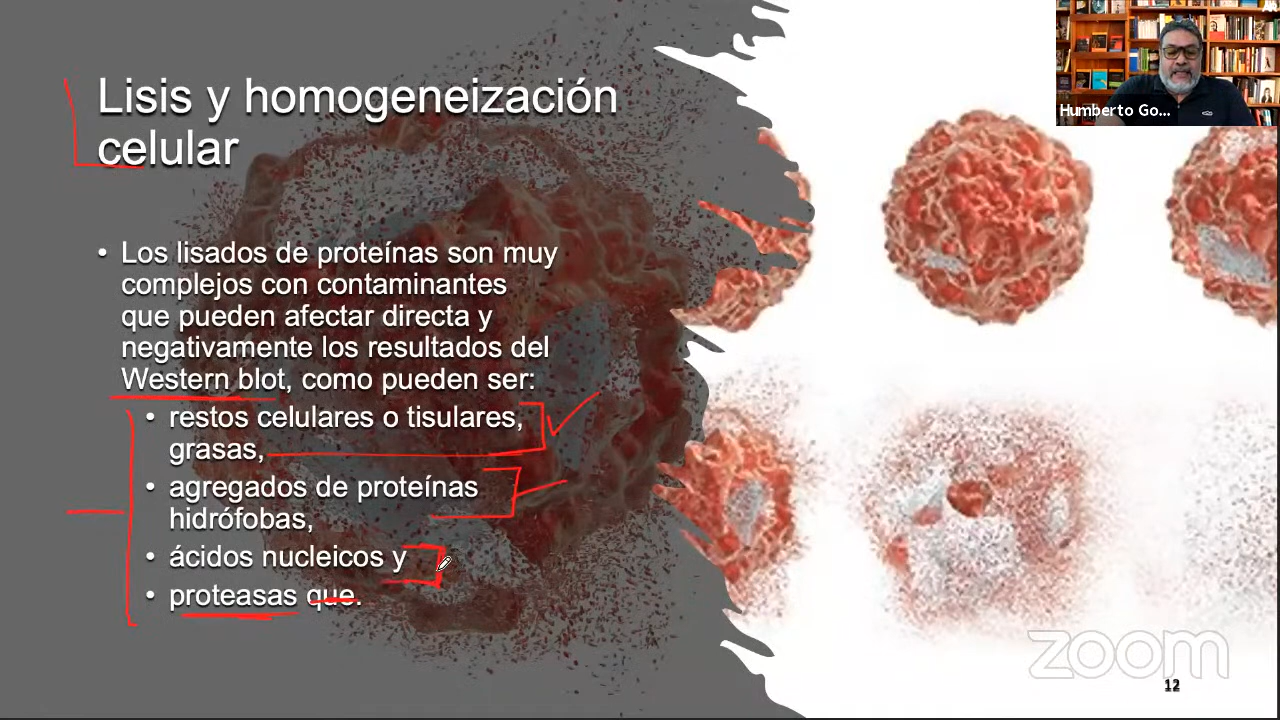 Humberto Go...
Lisis y homogeneización
celular
• Los lisados de proteínas son muy
complejos con contaminantes
que pueden afectar directa y
negativamente los resultados del
Western blot, como pueden ser:
• restos celulares o tisulares,
grasas,
• agregados de proteínas
hidrófobas,
• ácidos nucleicos y
• proteasas que.
zoom
12